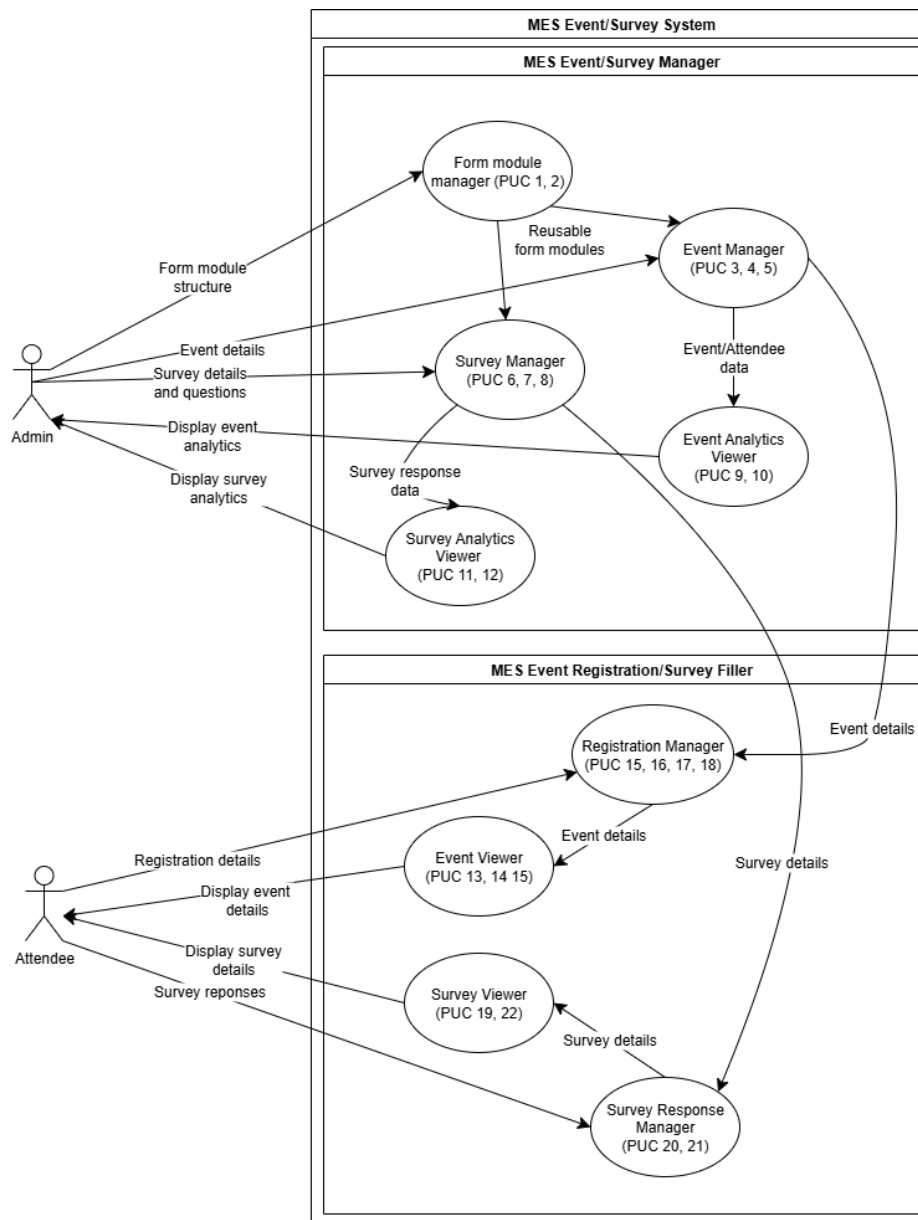 MES Event/Survey System
MES Event/Survey Manager
Form module
manager (PUC 1, 2)
Reusable
form modules
Event Manager
(PUC 3, 4, 5)
Form module
structure
Event details
Survey details
and questions
Survey Manager
(PUC 6, 7, 8)
Event/Attendee
data
Admin
Display event
analytics
Event Analytics
Viewer
(PUC 9, 10)
Display survey
analytics
Survey response
data
Survey Analytics
Viewer
(PUC 11, 12)
MES Event Registration/Survey Filler
Event details
Registration Manager
(PUC 15, 16, 17, 18)
Registration details
Event details
Event Viewer
(PUC 13, 14 15)
Survey details
Display event
details
Attendee
Display survey
details
Survey reponses
Survey Viewer
(PUC 19, 22)
Survey details
Survey Response
Manager
(PUC 20, 21)